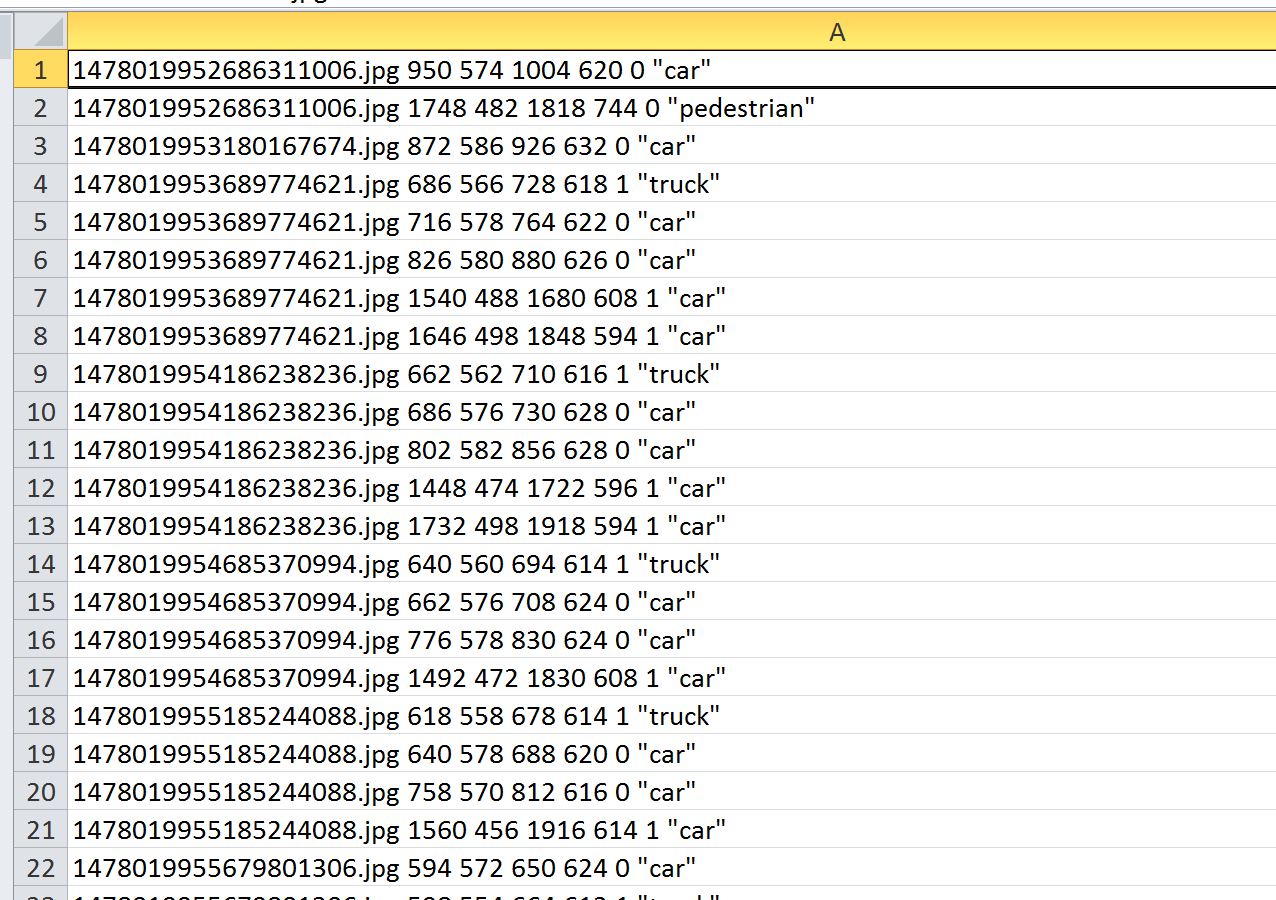 A
1 1478019952686311006.jpg 950 574 1004 620 0 "car"
2 1478019952686311006.jpg 1748 482 1818 744 0 "pedestrian"
3 1478019953180167674.jpg 872 586 926 632 0 "car"
4 1478019953689774621.jpg 686 566 728 618 1 "truck"
5 1478019953689774621.jpg 716 578 764 622 0 "car"
6 1478019953689774621.jpg 826 580 880 626 0 "car"
7 1478019953689774621.jpg 1540 488 1680 608 1 "car"
8 1478019953689774621.jpg 1646 498 1848 594 1 "car"
9 1478019954186238236.jpg 662 562 710 616 1 "truck"
10 1478019954186238236.jpg 686 576 730 628 0 "car"
11 1478019954186238236.jpg 802 582 856 628 0 "car"
12 1478019954186238236.jpg 1448 474 1722 596 1 "car"
13 1478019954186238236.jpg 1732 498 1918 594 1 "car"
14 1478019954685370994.jpg 640 560 694 614 1 "truck"
15 1478019954685370994.jpg 662 576 708 624 0 "car"
16 1478019954685370994.jpg 776 578 830 624 0 "car"
17 1478019954685370994.jpg 1492 472 1830 608 1 "car"
18 1478019955185244088.jpg 618 558 678 614 1 "truck"
19 1478019955185244088.jpg 640 578 688 620 0 "car"
20 1478019955185244088.jpg 758 570 812 616 0 "car"
21 1478019955185244088.jpg 1560 456 1916 614 1 "car"
22 1478019955679801306.jpg 594 572 650 624 0 "car"